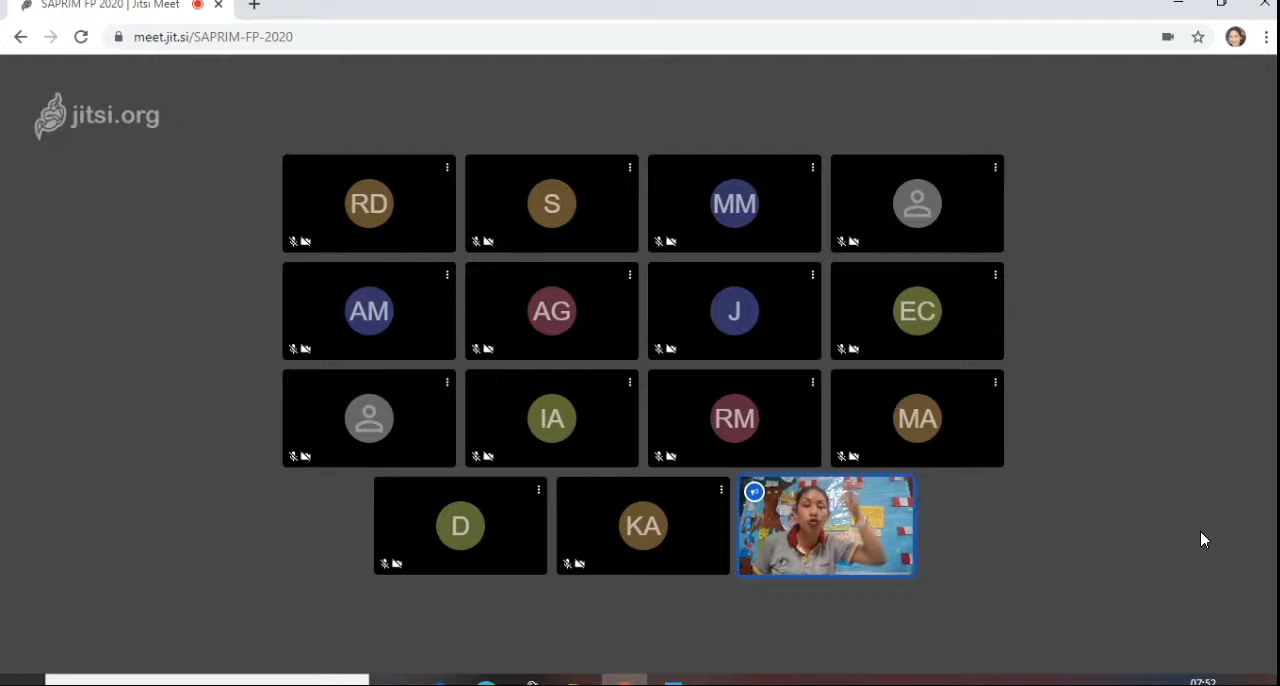 SAPRIM FP 2020 | Jitsi Meet
meet.jit.si/SAPRIM-FP-2020
jitsi.org
RD
S
MM
AM
AG
J
EC
IA
RM
MA
D
KA
07:52